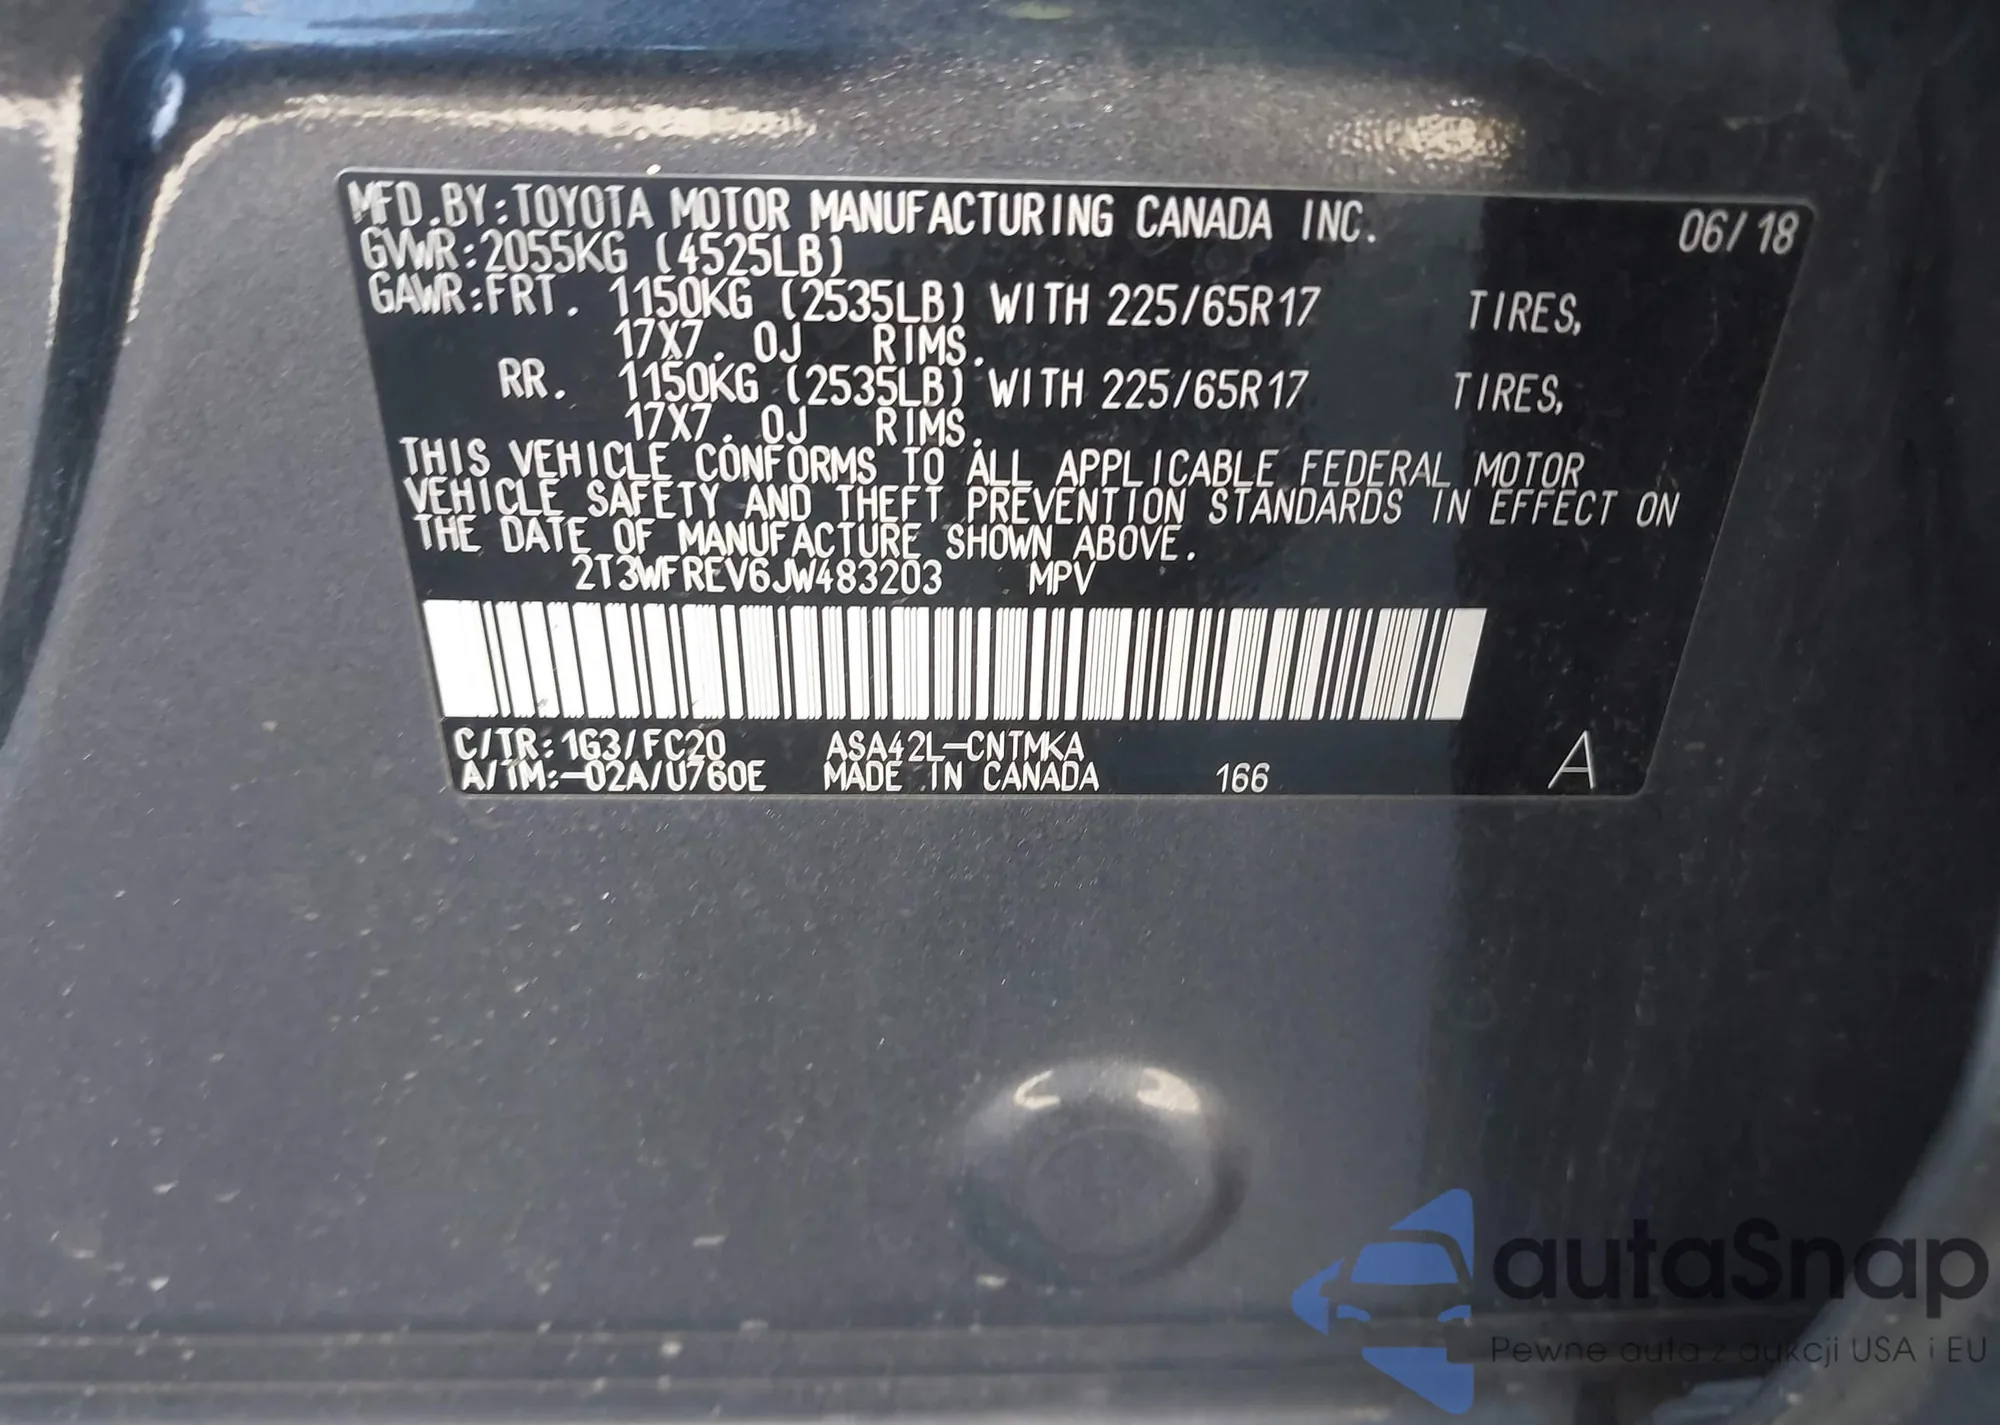 MFD.BY:TOYOTA MOTOR MANUFACTURING CANADA INC. 06/18
GVWR:2055KG (4525LB)
GAWR:FRT. 1150KG (2535LB) WITH 225/65R17 TIRES,
17X7.0J RIMS.
RR. 1150KG (2535LB) WITH 225/65R17 TIRES,
17X7.0J RIMS.
THIS VEHICLE CONFORMS TO ALL APPLICABLE FEDERAL MOTOR
VEHICLE SAFETY AND THEFT PREVENTION STANDARDS IN EFFECT ON
THE DATE OF MANUFACTURE SHOWN ABOVE.
2T3WFREV6JW483203 MPV
C/TR:1G3/FC20 ASA42L-CNTMKA
A/TM:-02A/U760E MADE IN CANADA 166 A
autaSnap
Pewne auta z aukcji USA i EU